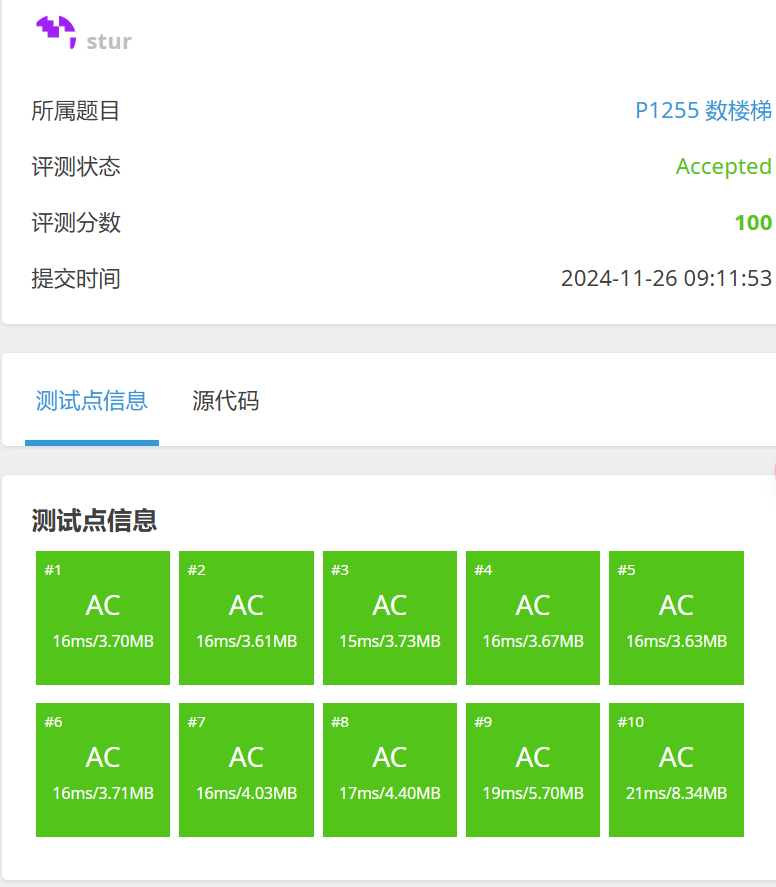 stur
所属题目 P1255 数楼梯
评测状态 Accepted
评测分数 100
提交时间 2024-11-26 09:11:53
测试点信息 源代码
测试点信息
#1 #2 #3 #4 #5
AC AC AC AC AC
16ms/3.70MB 16ms/3.61MB 15ms/3.73MB 16ms/3.67MB 16ms/3.63MB
#6 #7 #8 #9 #10
AC AC AC AC AC
16ms/3.71MB 16ms/4.03MB 17ms/4.40MB 19ms/5.70MB 21ms/8.34MB